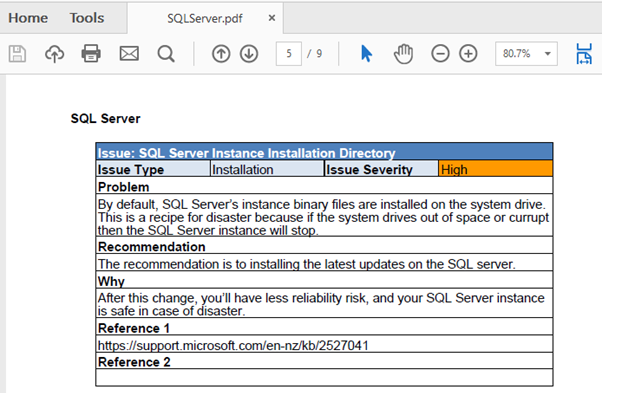 Home Tools SQLServer.pdf ×
5 / 9 80.7%
SQL Server
Issue: SQL Server Instance Installation Directory
Issue Type Installation Issue Severity High
Problem
By default, SQL Server's instance binary files are installed on the system drive.
This is a recipe for disaster because if the system drives out of space or currupt
then the SQL Server instance will stop.
Recommendation
The recommendation is to installing the latest updates on the SQL server.
Why
After this change, you'll have less reliability risk, and your SQL Server instance
is safe in case of disaster.
Reference 1
https://support.microsoft.com/en-nz/kb/2527041
Reference 2